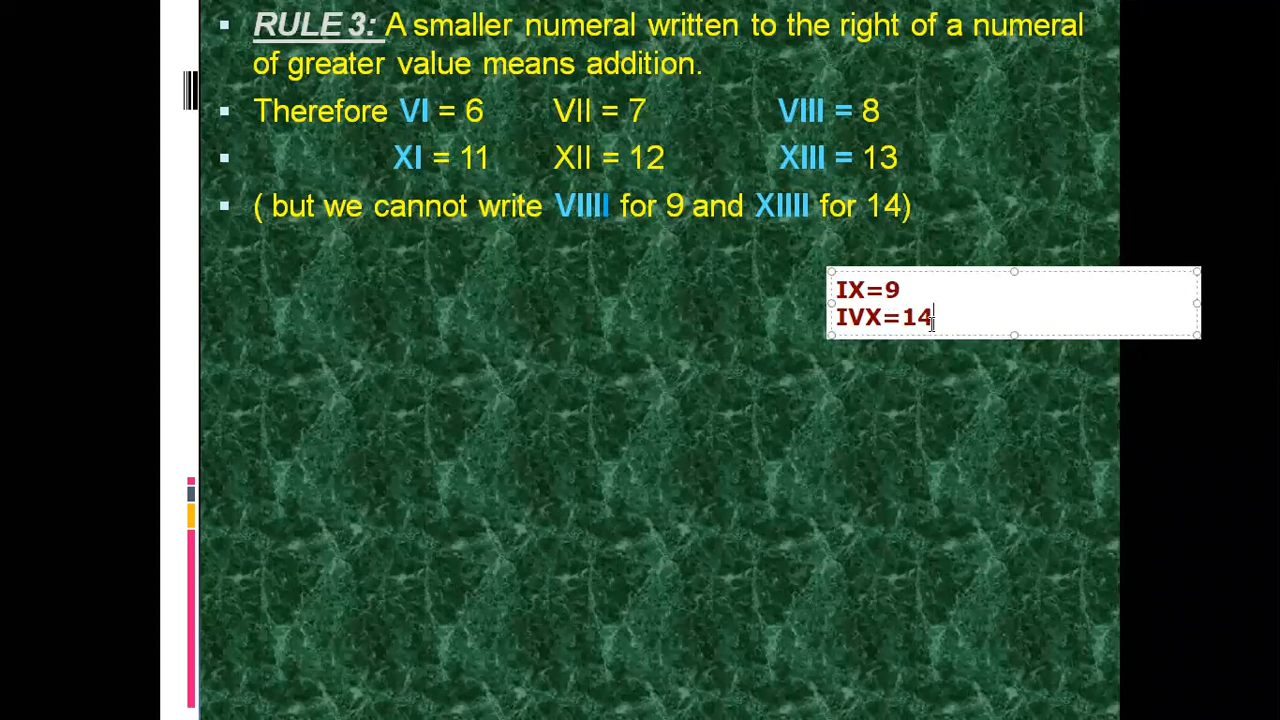 RULE 3: A smaller numeral written to the right of a numeral
of greater value means addition.
Therefore VI = 6 VII = 7 VIII = 8
XI = 11 XII = 12 XIII = 13
( but we cannot write VIIII for 9 and XIIII for 14)
IX=9
IVX=14